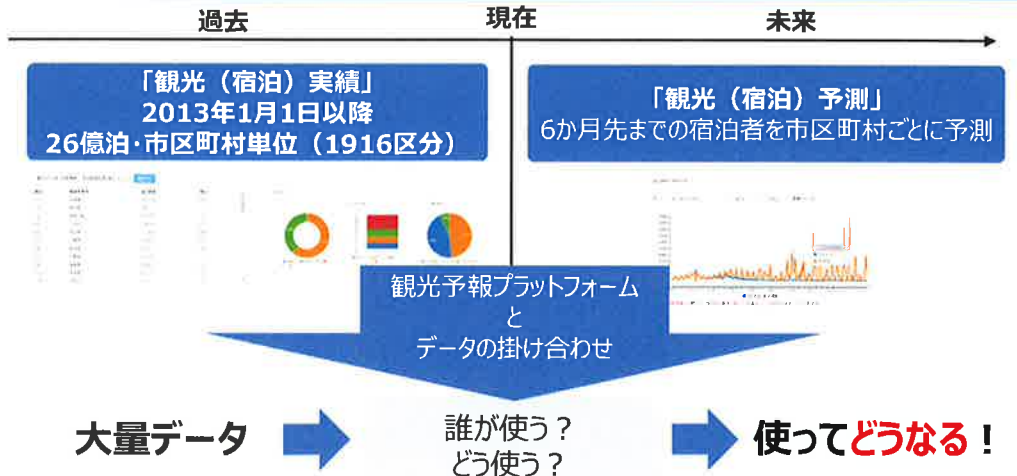 過去
現在
未来
「観光（宿泊）実績」
2013年1月1日以降
26億泊・市区町村単位（1916区分）
「観光（宿泊）予測」
6か月先までの宿泊者を市区町村ごとに予測
観光予報プラットフォーム
と
データの掛け合わせ
大量データ
誰が使う？
どう使う？
使ってどうなる！